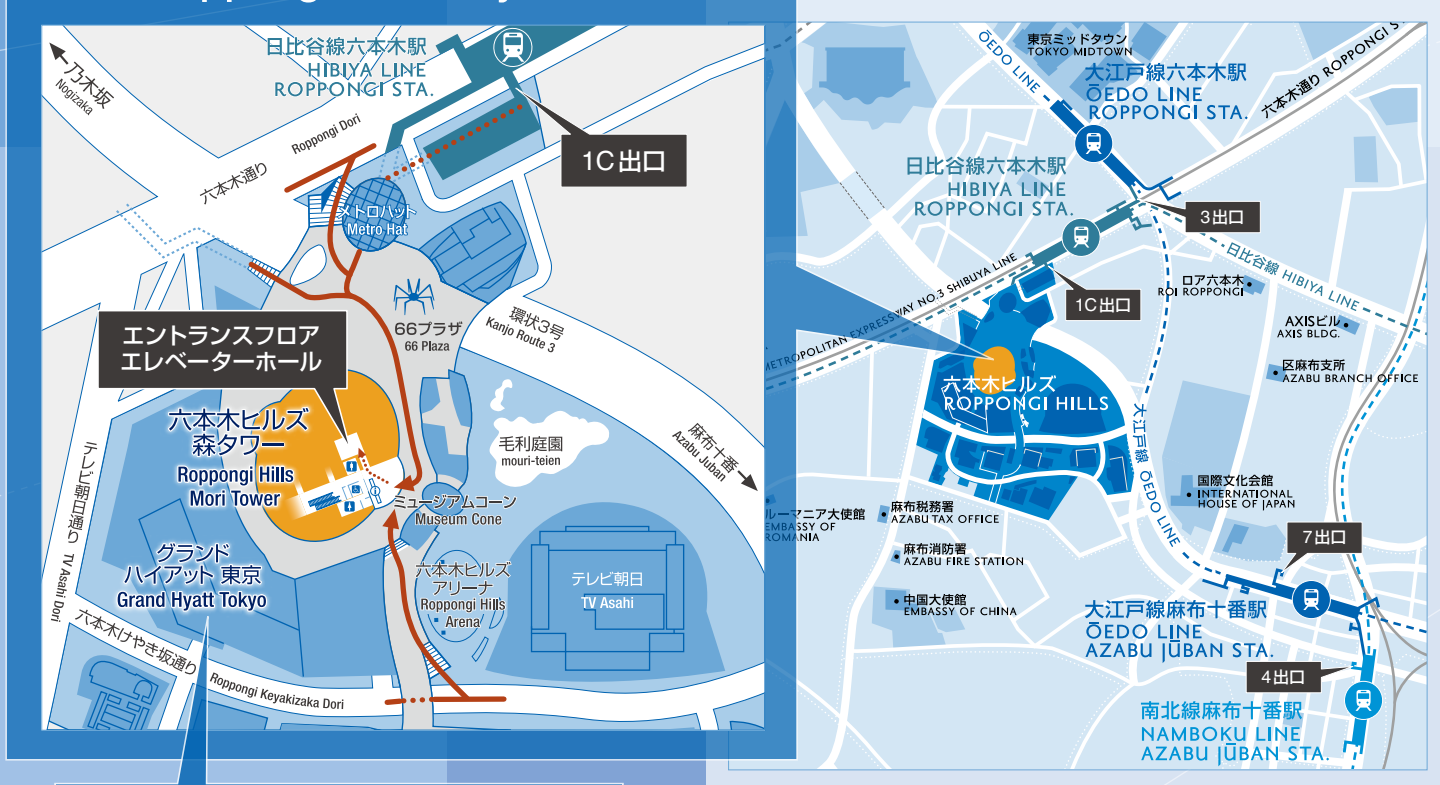 日比谷線六本木駅
HIBIYA LINE
ROPPONGI STA.
乃木坂
Nogizaka
Roppongi Dori
六本木通り
1C出口
メトロハット
Metro Hat
66プラザ
66 Plaza
環状3号
Kanjo Route 3
エントランスフロア
エレベーターホール
六本木ヒルズ
森タワー
Roppongi Hills
Mori Tower
毛利庭園
mouri-teien
麻布十番
Azabu Juban
ミュージアムコーン
Museum Cone
テレビ朝日通り TV Asahi Dori
グランド
ハイアット 東京
Grand Hyatt Tokyo
六本木ヒルズ
アリーナ
Roppongi Hills
Arena
テレビ朝日
TV Asahi
六本木けやき坂通り
Roppongi Keyakizaka Dori
ŌEDO LINE
東京ミッドタウン
TOKYO MIDTOWN
大江戸線六本木駅
ŌEDO LINE
ROPPONGI STA.
六本木通り ROPPONGI S
日比谷線六本木駅
HIBIYA LINE
ROPPONGI STA.
3出口
日比谷線 HIBIYA LINE
METROPOLITAN EXPRESSWAY NO.3 SHIBUYA LINE
1C出口
ロア六本木
ROI ROPPONGI
AXISビル
AXIS BLDG.
区麻布支所
AZABU BRANCH OFFICE
六本木ヒルズ
ROPPONGI HILLS
大江戸線 ŌEDO LINE
国際文化会館
INTERNATIONAL
HOUSE OF JAPAN
ルーマニア大使館
EMBASSY OF
ROMANIA
麻布税務署
AZABU TAX OFFICE
麻布消防署
AZABU FIRE STATION
中国大使館
EMBASSY OF CHINA
7出口
大江戸線麻布十番駅
ŌEDO LINE
AZABU JŪBAN STA.
4出口
南北線麻布十番駅
NAMBOKU LINE
AZABU JŪBAN STA.